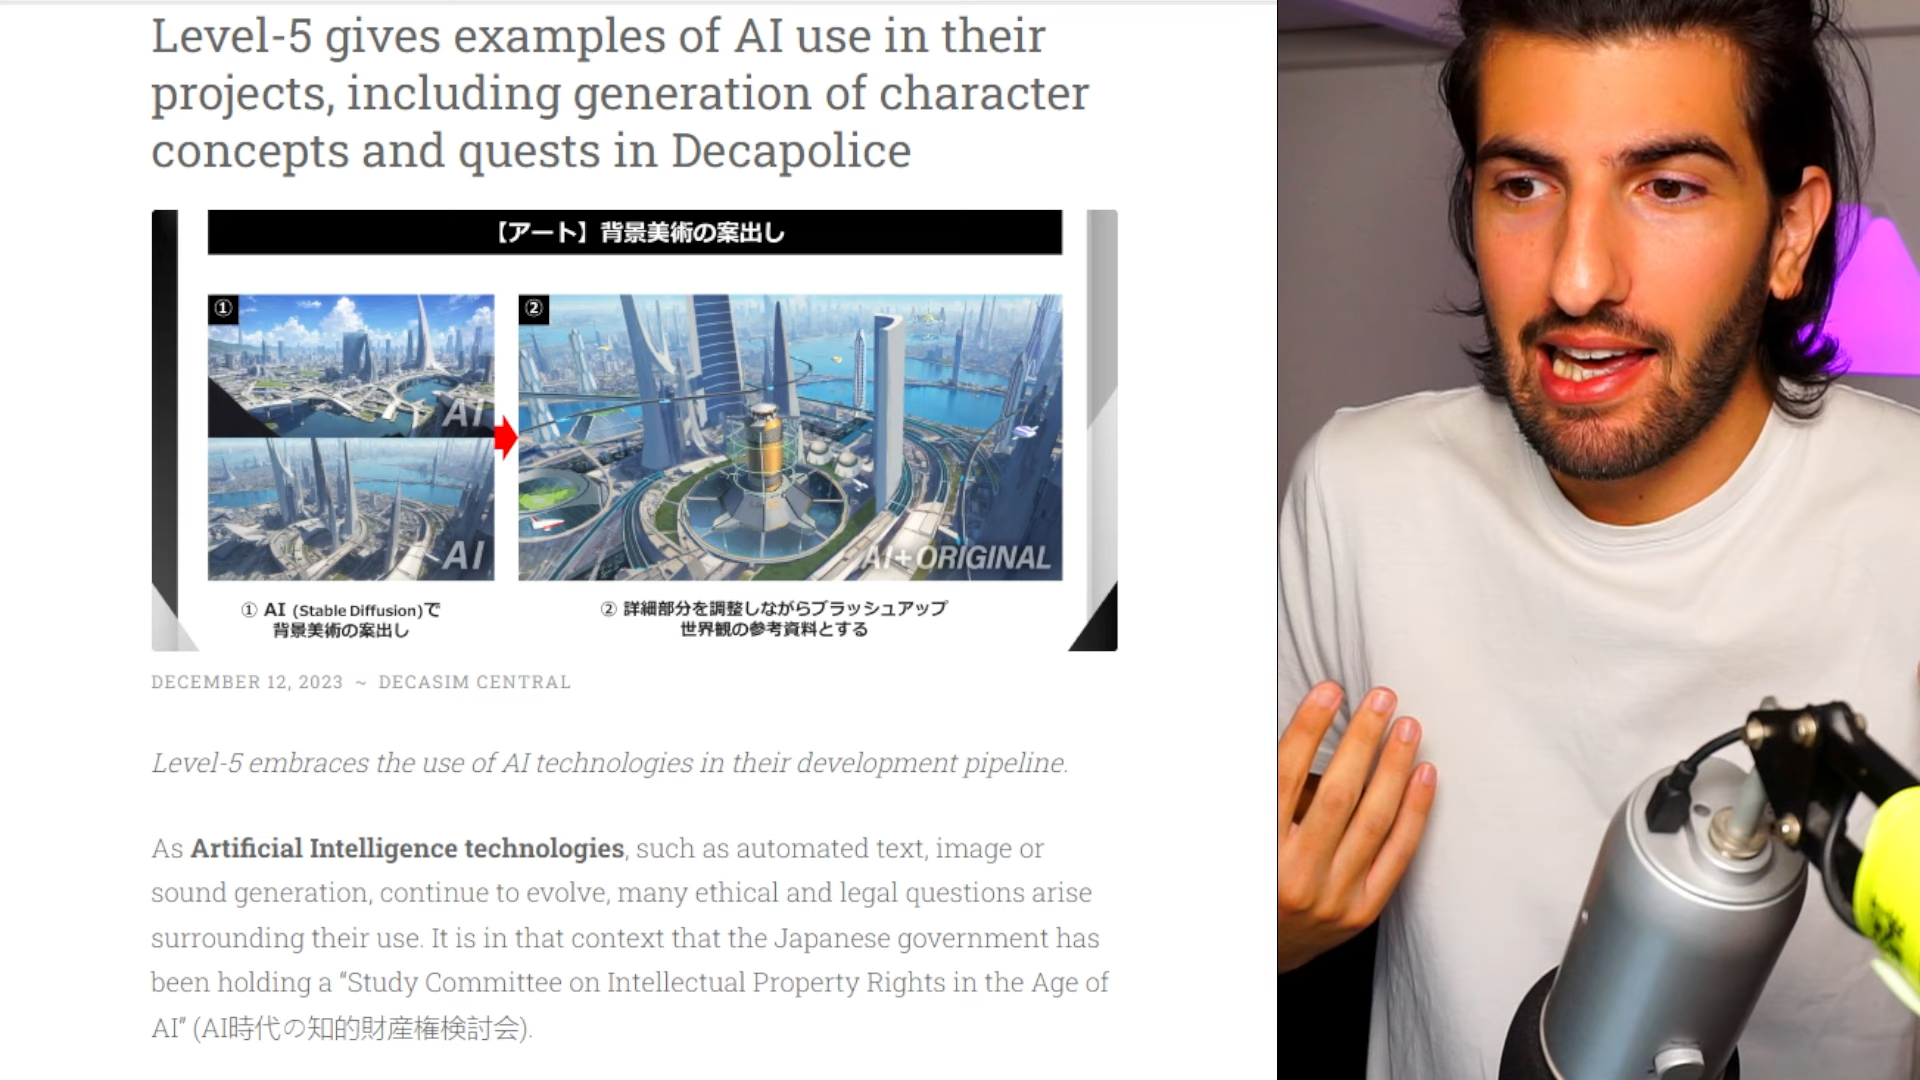 Level-5 gives examples of AI use in their
projects, including generation of character
concepts and quests in Decapolice
【アート】背景美術の案出し
①
②
AI
AI
AI+ORIGINAL
① AI (Stable Diffusion)で
背景美術の案出し
② 詳細部分を調整しながらブラッシュアップ
世界観の参考資料とする
DECEMBER 12, 2023 ~ DECASIM CENTRAL
Level-5 embraces the use of AI technologies in their development pipeline.
As Artificial Intelligence technologies, such as automated text, image or
sound generation, continue to evolve, many ethical and legal questions arise
surrounding their use. It is in that context that the Japanese government has
been holding a “Study Committee on Intellectual Property Rights in the Age of
AI” (AI時代の知的財産権検討会).